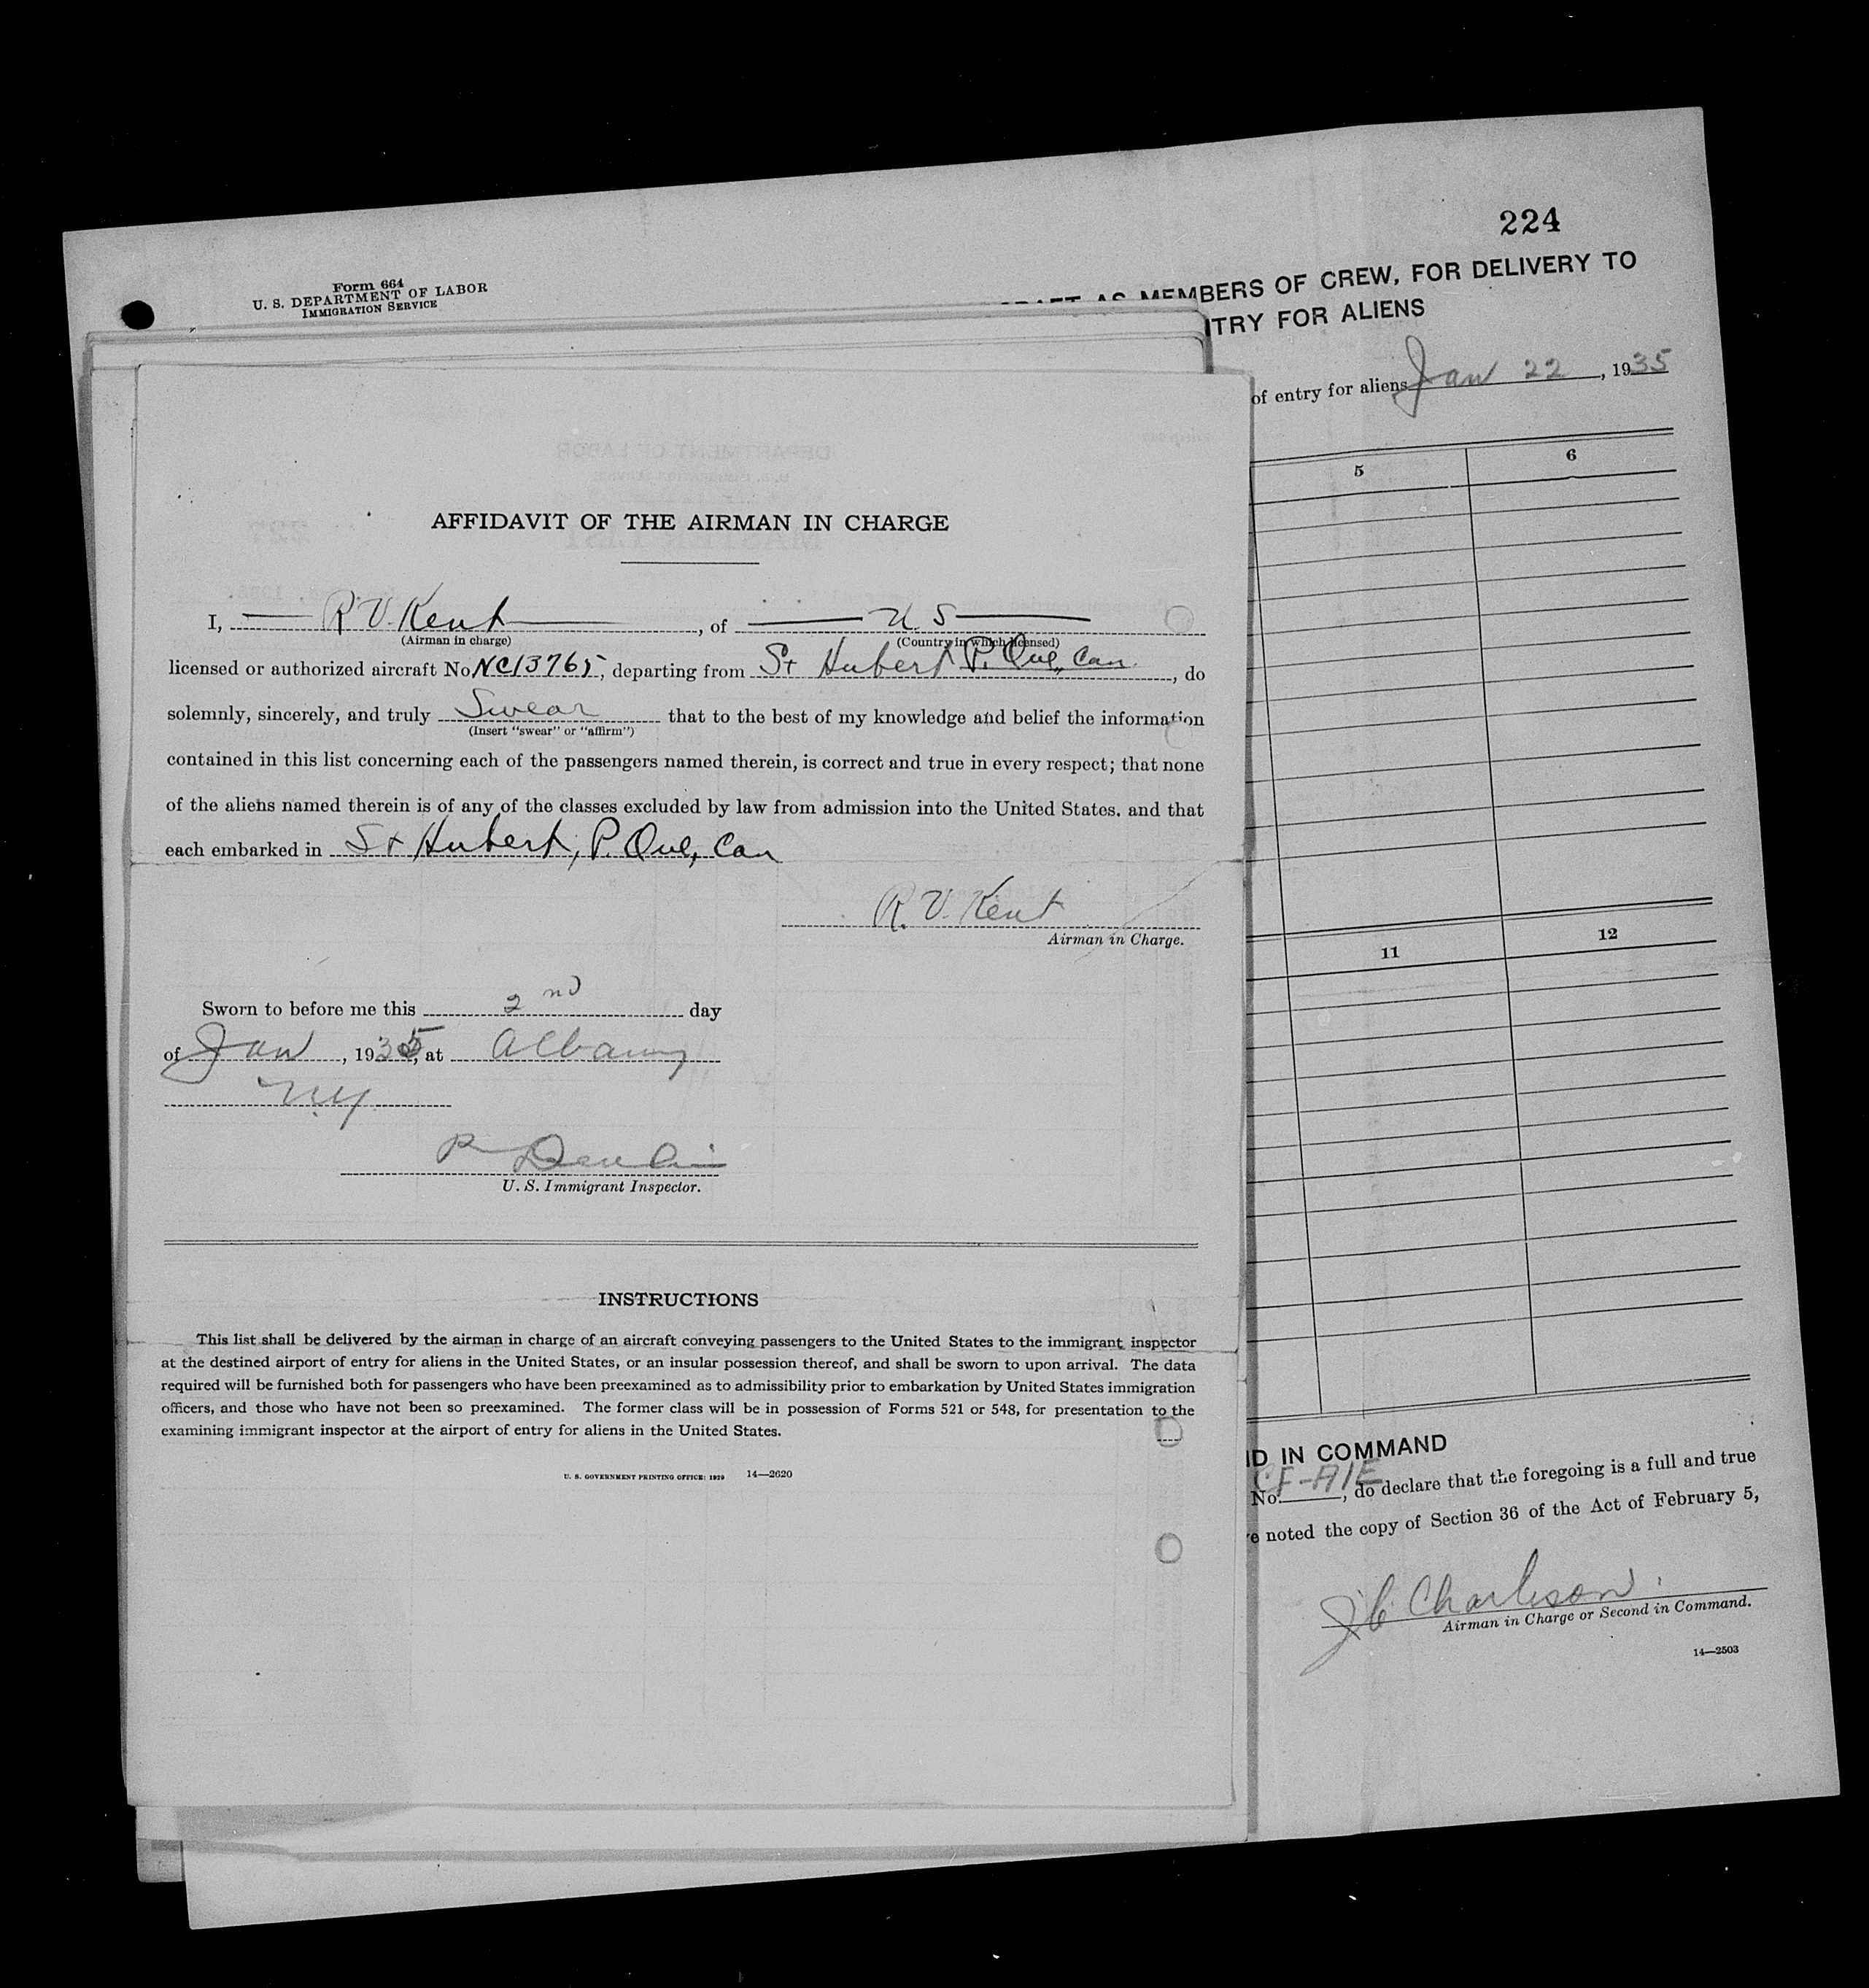 224
Form 664
U. S. DEPARTMENT OF LABOR
IMMIGRATION SERVICE
AS MEMBERS OF CREW, FOR DELIVERY TO
TRY FOR ALIENS
of entry for aliens Jan 22, 1935
5 6
11 12
AFFIDAVIT OF THE AIRMAN IN CHARGE
I, R V. Kent, of U S
(Airman in charge) (Country in which licensed)
licensed or authorized aircraft No NC13765, departing from St Hubert P. Que, Can., do
solemnly, sincerely, and truly Swear that to the best of my knowledge and belief the information
(Insert "swear" or "affirm")
contained in this list concerning each of the passengers named therein, is correct and true in every respect; that none
of the aliens named therein is of any of the classes excluded by law from admission into the United States. and that
each embarked in St Hubert, P. Que, Can
R. V. Kent
Airman in Charge.
Sworn to before me this 2nd day
of Jan, 1935, at Albany
N.Y.
U. S. Immigrant Inspector.
INSTRUCTIONS
This list shall be delivered by the airman in charge of an aircraft conveying passengers to the United States to the immigrant inspector
at the destined airport of entry for aliens in the United States, or an insular possession thereof, and shall be sworn to upon arrival. The data
required will be furnished both for passengers who have been preexamined as to admissibility prior to embarkation by United States immigration
officers, and those who have not been so preexamined. The former class will be in possession of Forms 521 or 548, for presentation to the
examining immigrant inspector at the airport of entry for aliens in the United States.
U. S. GOVERNMENT PRINTING OFFICE: 1929 14—2620
D IN COMMAND
No. CF-AIE, do declare that the foregoing is a full and true
noted the copy of Section 36 of the Act of February 5,
Airman in Charge or Second in Command.
14—2503